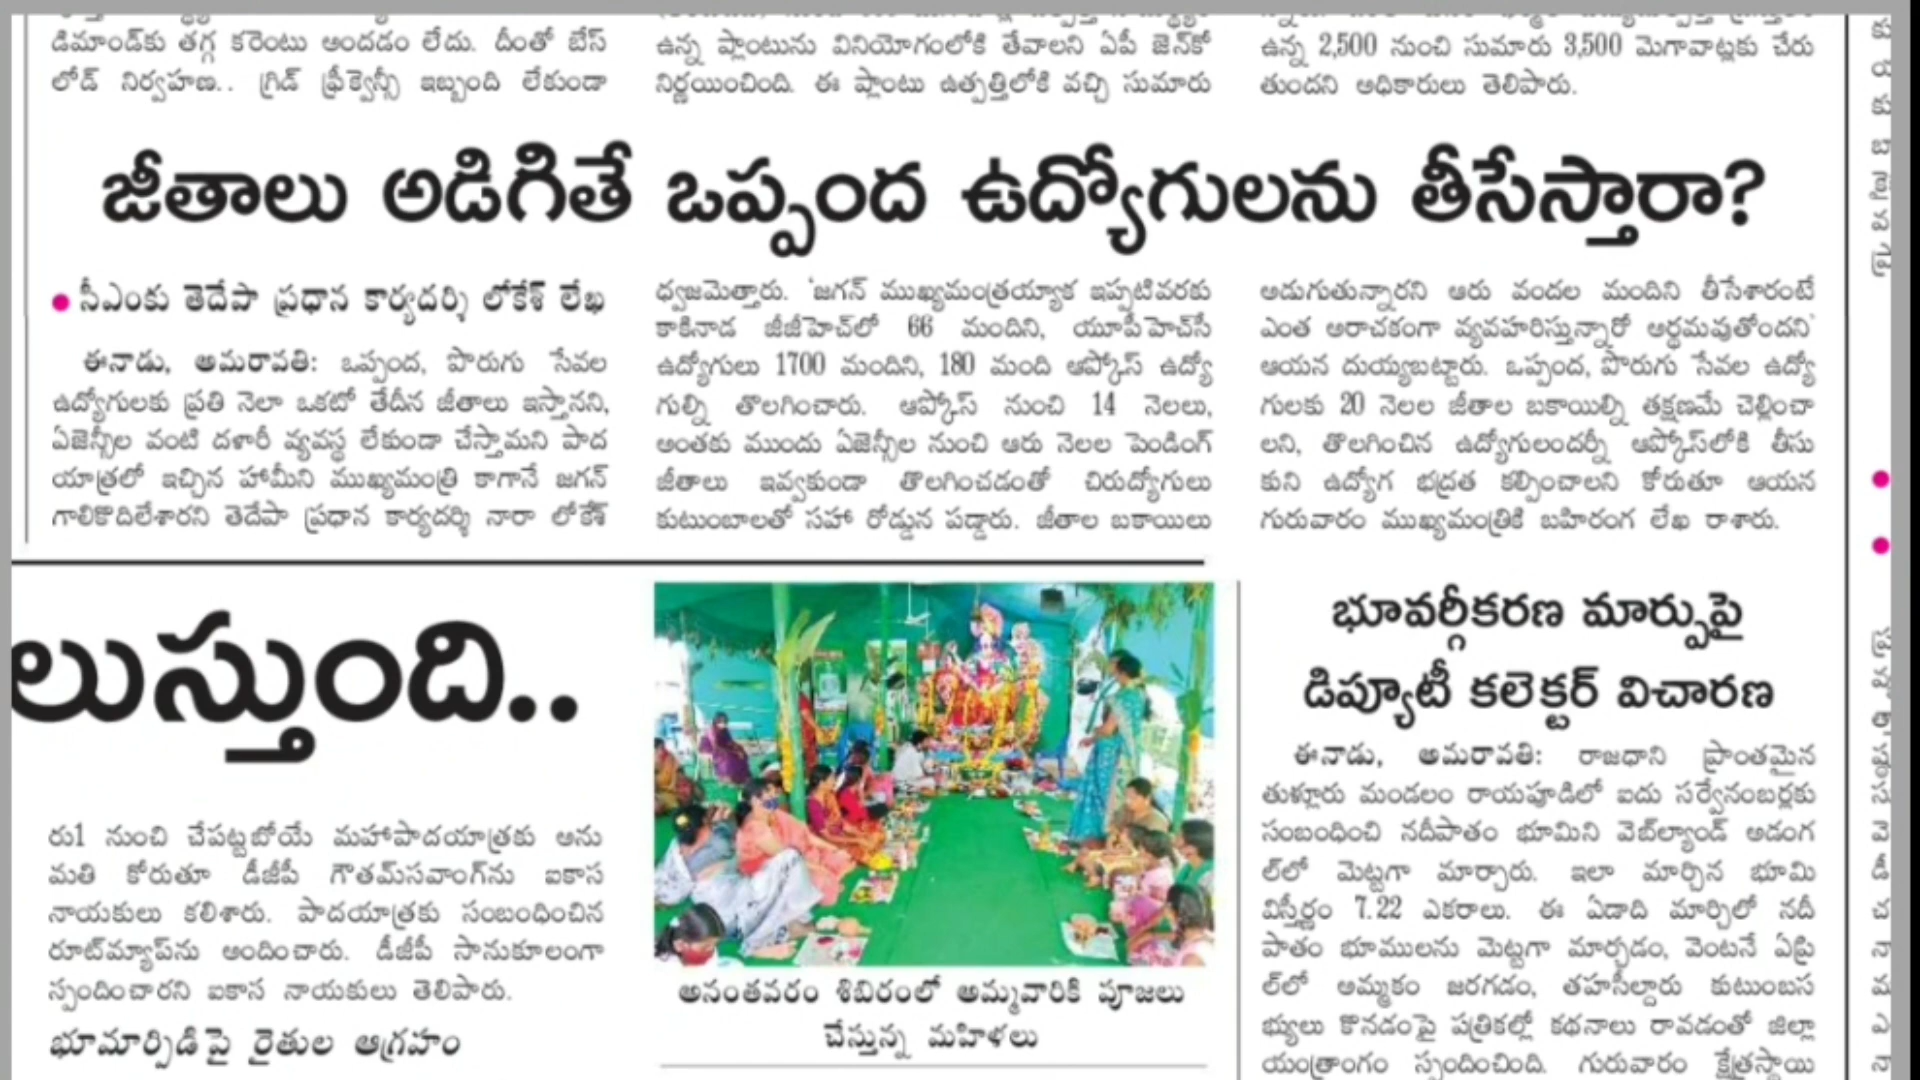 డిమాండ్‌కు తగ్గ కరెంటు అందడం లేదు. దీంతో బేస్
లోడ్ నిర్వహణ.. గ్రిడ్ ఫ్రీక్వెన్సీ ఇబ్బంది లేకుండా
ఉన్న ప్లాంటును వినియోగంలోకి తేవాలని ఏపీ జెన్‌కో
నిర్ణయించింది. ఈ ప్లాంటు ఉత్పత్తిలోకి వచ్చి సుమారు
ఉన్న 2,500 నుంచి సుమారు 3,500 మెగావాట్లకు చేరు
తుందని అధికారులు తెలిపారు.
జీతాలు అడిగితే ఒప్పంద ఉద్యోగులను తీసేస్తారా?
• సీఎంకు తెదేపా ప్రధాన కార్యదర్శి లోకేశ్ లేఖ
ఈనాడు, అమరావతి: ఒప్పంద, పొరుగు సేవల
ఉద్యోగులకు ప్రతి నెలా ఒకటో తేదీన జీతాలు ఇస్తానని,
ఏజెన్సీల వంటి దళారీ వ్యవస్థ లేకుండా చేస్తామని పాద
యాత్రలో ఇచ్చిన హామీని ముఖ్యమంత్రి కాగానే జగన్
గాలికొదిలేశారని తెదేపా ప్రధాన కార్యదర్శి నారా లోకేశ్
ధ్వజమెత్తారు. 'జగన్ ముఖ్యమంత్రయ్యాక ఇప్పటివరకు
కాకినాడ జీజీహెచ్‌లో 66 మందిని, యూపీహెచ్‌సీ
ఉద్యోగులు 1700 మందిని, 180 మంది ఆప్కోస్ ఉద్యో
గుల్ని తొలగించారు. ఆప్కోస్ నుంచి 14 నెలలు,
అంతకు ముందు ఏజెన్సీల నుంచి ఆరు నెలల పెండింగ్
జీతాలు ఇవ్వకుండా తొలగించడంతో చిరుద్యోగులు
కుటుంబాలతో సహా రోడ్డున పడ్డారు. జీతాల బకాయిలు
అడుగుతున్నారని ఆరు వందల మందిని తీసేశారంటే
ఎంత అరాచకంగా వ్యవహరిస్తున్నారో అర్థమవుతోందని'
ఆయన దుయ్యబట్టారు. ఒప్పంద, పొరుగు సేవల ఉద్యో
గులకు 20 నెలల జీతాల బకాయిల్ని తక్షణమే చెల్లించా
లని, తొలగించిన ఉద్యోగులందర్నీ ఆప్కోస్‌లోకి తీసు
కుని ఉద్యోగ భద్రత కల్పించాలని కోరుతూ ఆయన
గురువారం ముఖ్యమంత్రికి బహిరంగ లేఖ రాశారు.
లుస్తుంది..
రు1 నుంచి చేపట్టబోయే మహాపాదయాత్రకు అను
మతి కోరుతూ డీజీపీ గౌతమ్‌సవాంగ్‌ను ఐకాస
నాయకులు కలిశారు. పాదయాత్రకు సంబంధించిన
రూట్‌మ్యాప్‌ను అందించారు. డీజీపీ సానుకూలంగా
స్పందించారని ఐకాస నాయకులు తెలిపారు.
భూమార్పిడిపై రైతుల ఆగ్రహం
అనంతవరం శిబిరంలో అమ్మవారికి పూజలు
చేస్తున్న మహిళలు
భూవర్గీకరణ మార్పుపై
డిప్యూటీ కలెక్టర్ విచారణ
ఈనాడు, అమరావతి: రాజధాని ప్రాంతమైన
తుళ్లూరు మండలం రాయపూడిలో ఐదు సర్వేనంబర్లకు
సంబంధించి నదీపాతం భూమిని వెబ్‌ల్యాండ్ అడంగ
ల్‌లో మెట్టగా మార్చారు. ఇలా మార్చిన భూమి
విస్తీర్ణం 7.22 ఎకరాలు. ఈ ఏడాది మార్చిలో నదీ
పాతం భూములను మెట్టగా మార్చడం, వెంటనే ఏప్రి
ల్‌లో అమ్మకం జరగడం, తహసీల్దారు కుటుంబస
భ్యులు కొనడంపై పత్రికల్లో కథనాలు రావడంతో జిల్లా
యంత్రాంగం స్పందించింది. గురువారం క్షేత్రస్థాయి